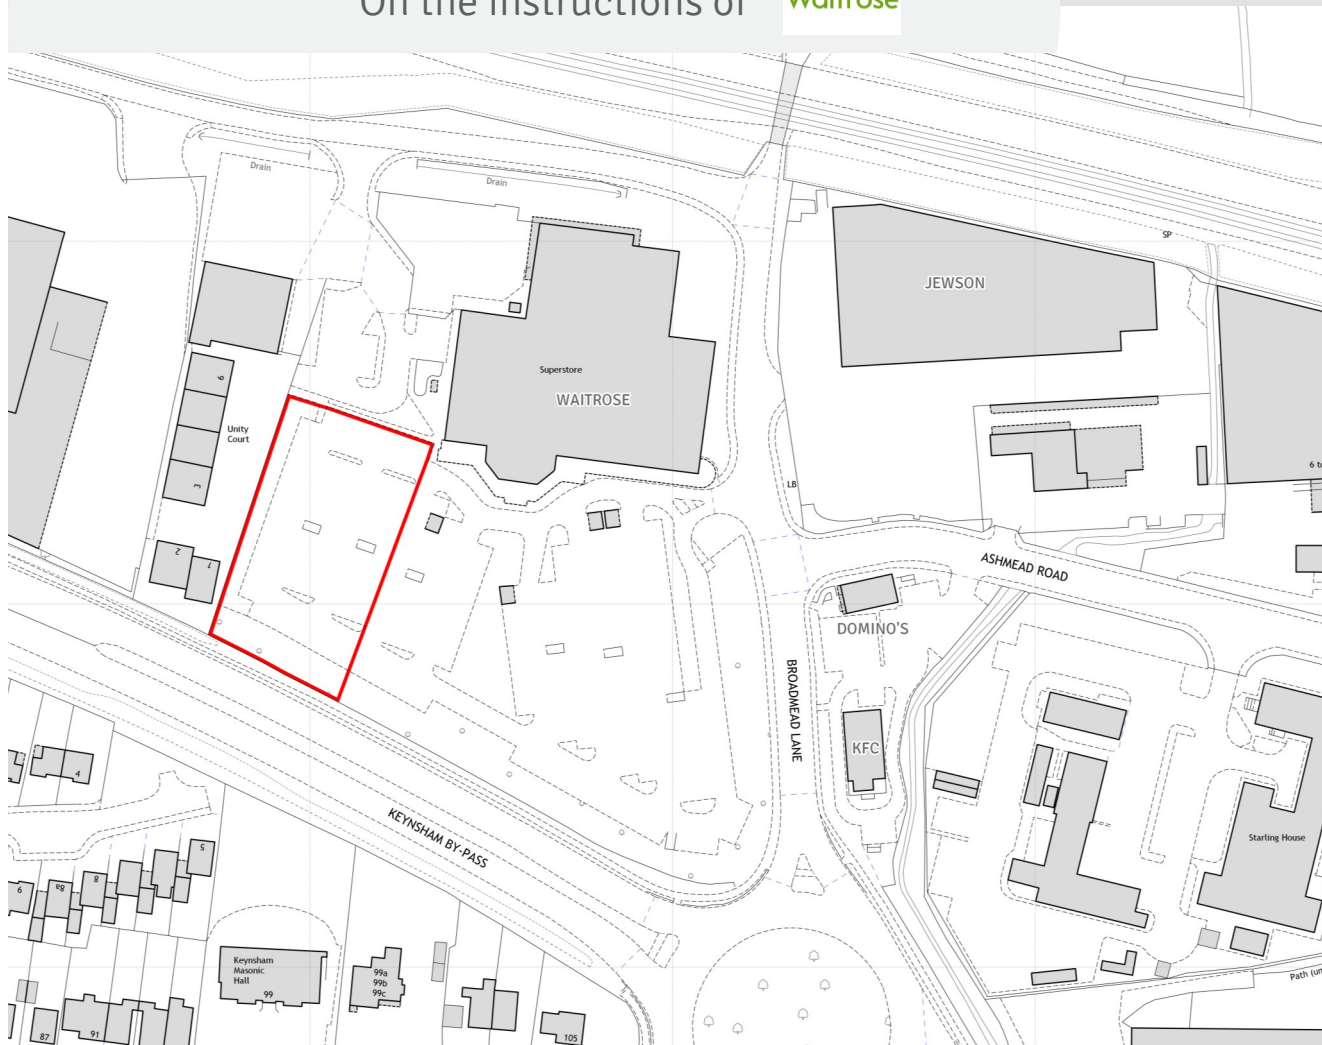 On the instructions of Waitrose
Drain
Drain
SP
JEWSON
Superstore
WAITROSE
6
Unity
Court
3
LB
2
1
ASHMEAD ROAD
DOMINO'S
BROADMEAD LANE
KFC
4
KEYNSHAM BY-PASS
Starling House
5
8
8a
9
Keynsham
Masonic
Hall
99
99a
99b
99c
87
91
105